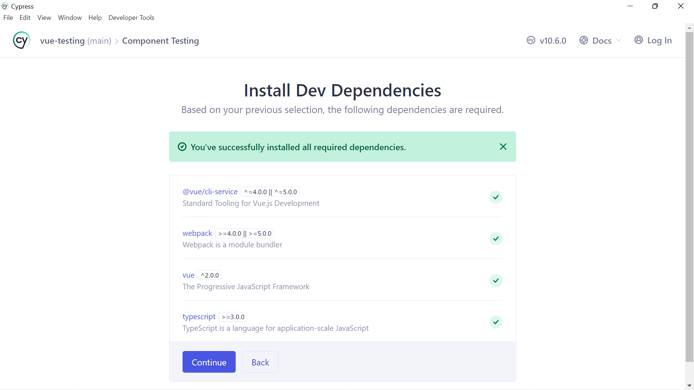 Cypress
File Edit View Window Help Developer Tools
cy vue-testing (main) > Component Testing v10.6.0 Docs Log In
Install Dev Dependencies
Based on your previous selection, the following dependencies are required.
You've successfully installed all required dependencies.
@vue/cli-service ^=4.0.0 || ^=5.0.0
Standard Tooling for Vue.js Development
webpack >=4.0.0 || >=5.0.0
Webpack is a module bundler
vue ^2.0.0
The Progressive JavaScript Framework
typescript >=3.0.0
TypeScript is a language for application-scale JavaScript
Continue Back